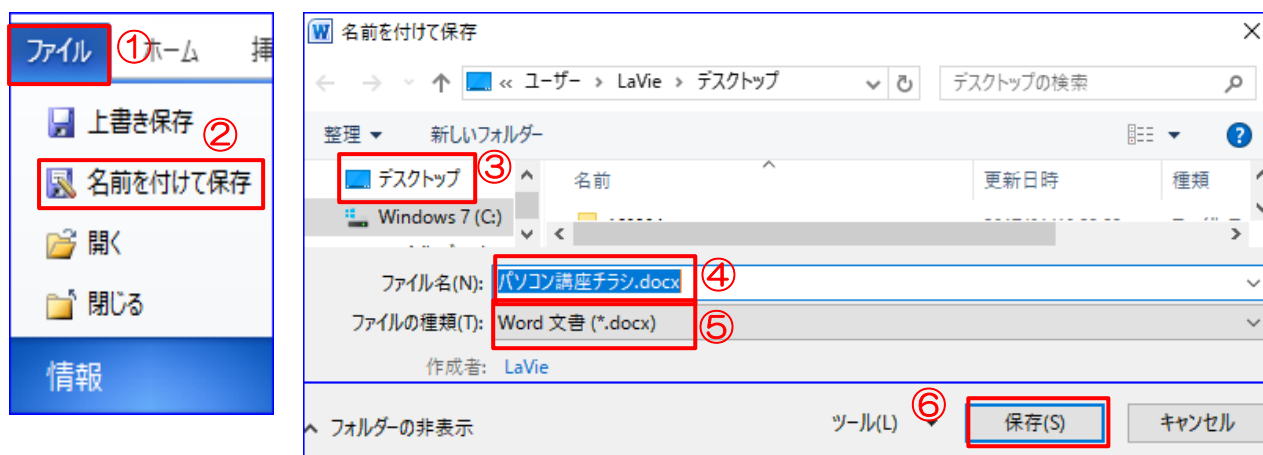 ファイル ① ホーム 挿
上書き保存 ②
名前を付けて保存
開く
閉じる
情報
名前を付けて保存
« ユーザー › LaVie › デスクトップ
デスクトップの検索
整理 新しいフォルダー
デスクトップ ③ 名前 更新日時 種類
Windows 7 (C:)
ファイル名(N): パソコン講座チラシ.docx ④
ファイルの種類(T): Word 文書 (*.docx) ⑤
作成者: LaVie
フォルダーの非表示 ツール(L) ⑥ 保存(S) キャンセル